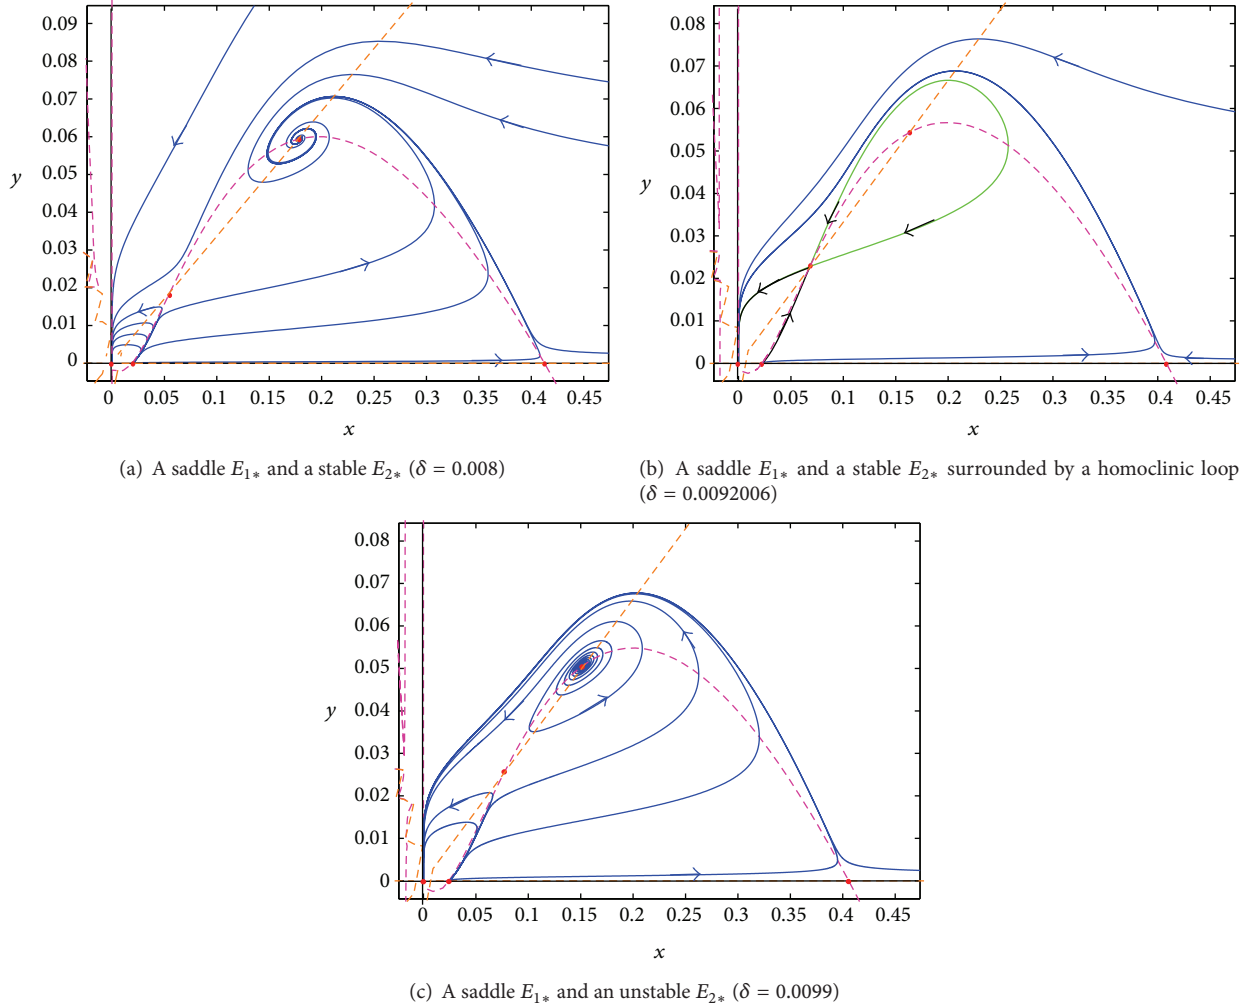 0.09
0.08
0.07
0.06
0.05
y
0.04
0.03
0.02
0.01
0
0 0.05 0.1 0.15 0.2 0.25 0.3 0.35 0.4 0.45
x
(a) A saddle E1∗ and a stable E2∗ (δ = 0.008)
0.08
0.07
0.06
0.05
y
0.04
0.03
0.02
0.01
0
0 0.05 0.1 0.15 0.2 0.25 0.3 0.35 0.4 0.45
x
(b) A saddle E1∗ and a stable E2∗ surrounded by a homoclinic loop
(δ = 0.0092006)
0.08
0.07
0.06
0.05
y
0.04
0.03
0.02
0.01
0
0 0.05 0.1 0.15 0.2 0.25 0.3 0.35 0.4 0.45
x
(c) A saddle E1∗ and an unstable E2∗ (δ = 0.0099)